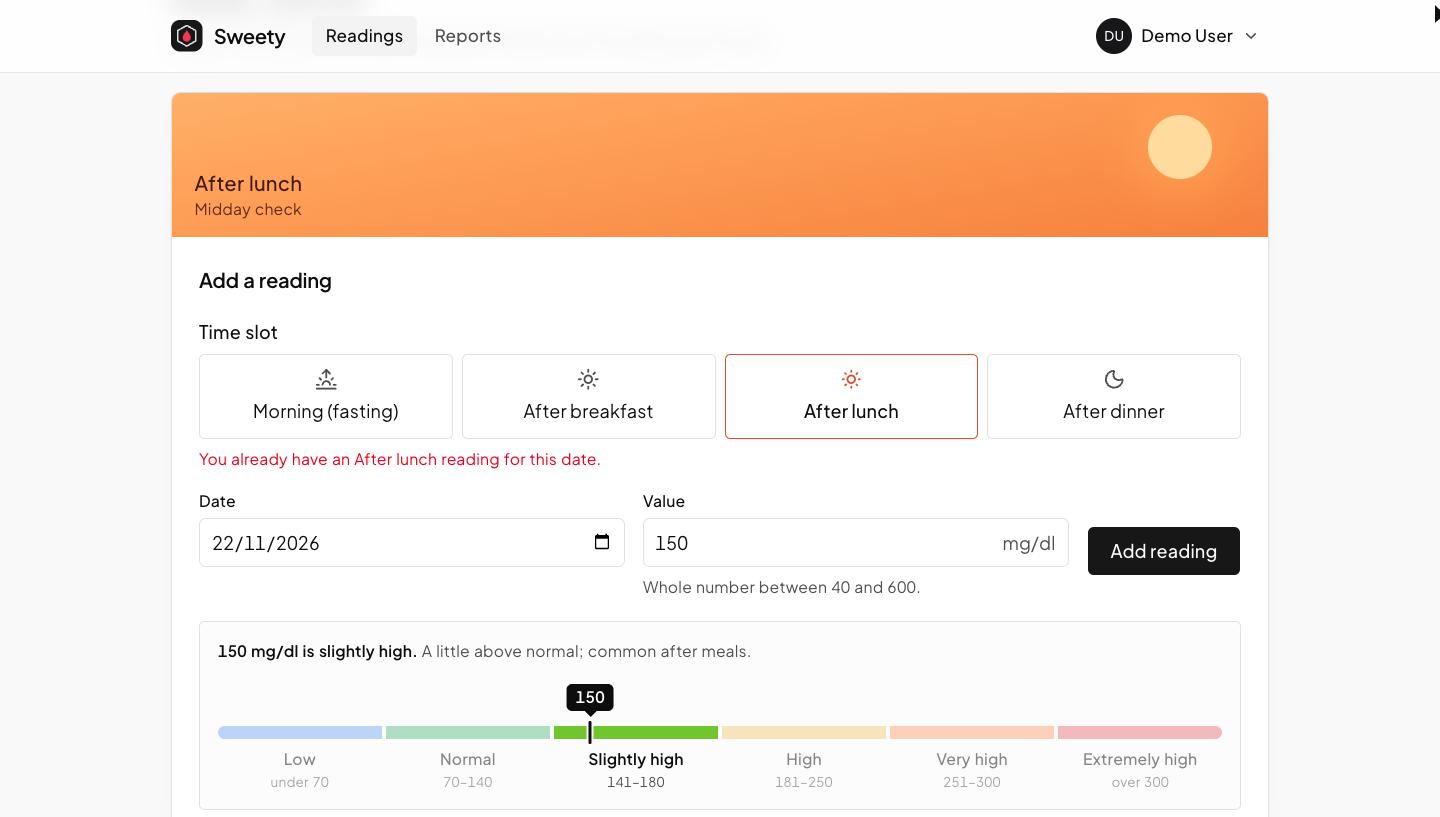 Sweety
Readings
Reports
DU
Demo User
After lunch
Midday check
Add a reading
Time slot
Morning (fasting)
After breakfast
After lunch
After dinner
You already have an After lunch reading for this date.
Date
Value
22/11/2026
150
mg/dl
Add reading
Whole number between 40 and 600.
150 mg/dl is slightly high. A little above normal; common after meals.
150
Low
Normal
Slightly high
High
Very high
Extremely high
under 70
70–140
141–180
181–250
251–300
over 300